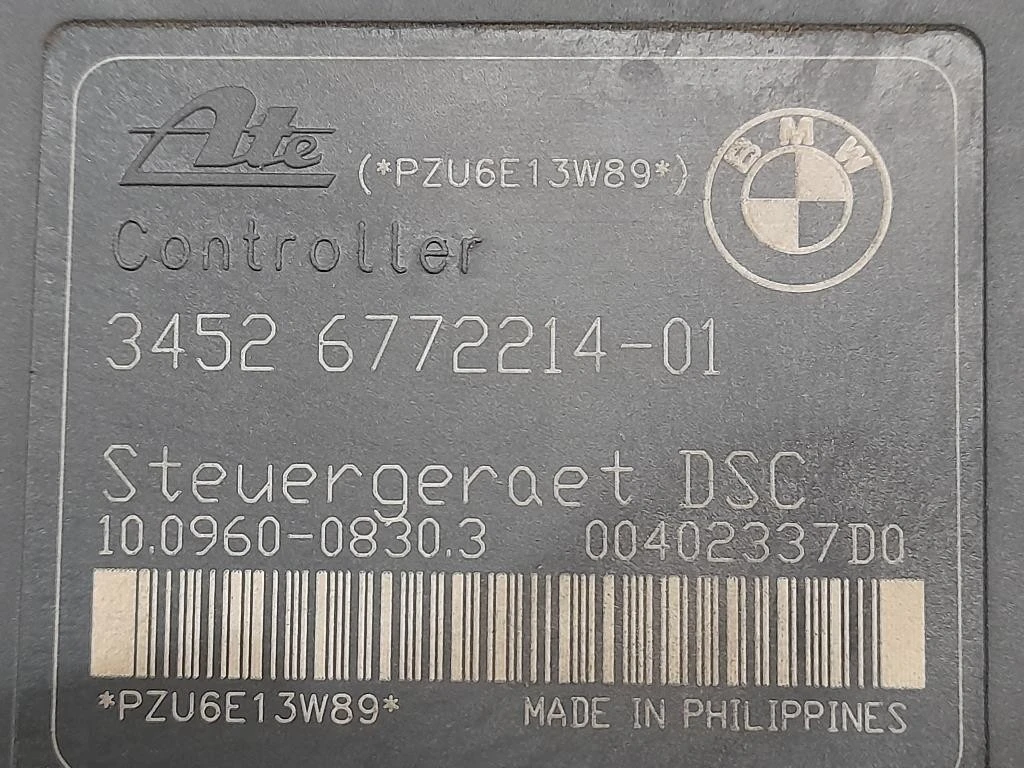 Ate (*PZU6E13W89*)
BMW
Controller
3452 6772214-01
Steuergeraet DSC
10.0960-0830.3 00402337D0
*PZU6E13W89* MADE IN PHILIPPINES